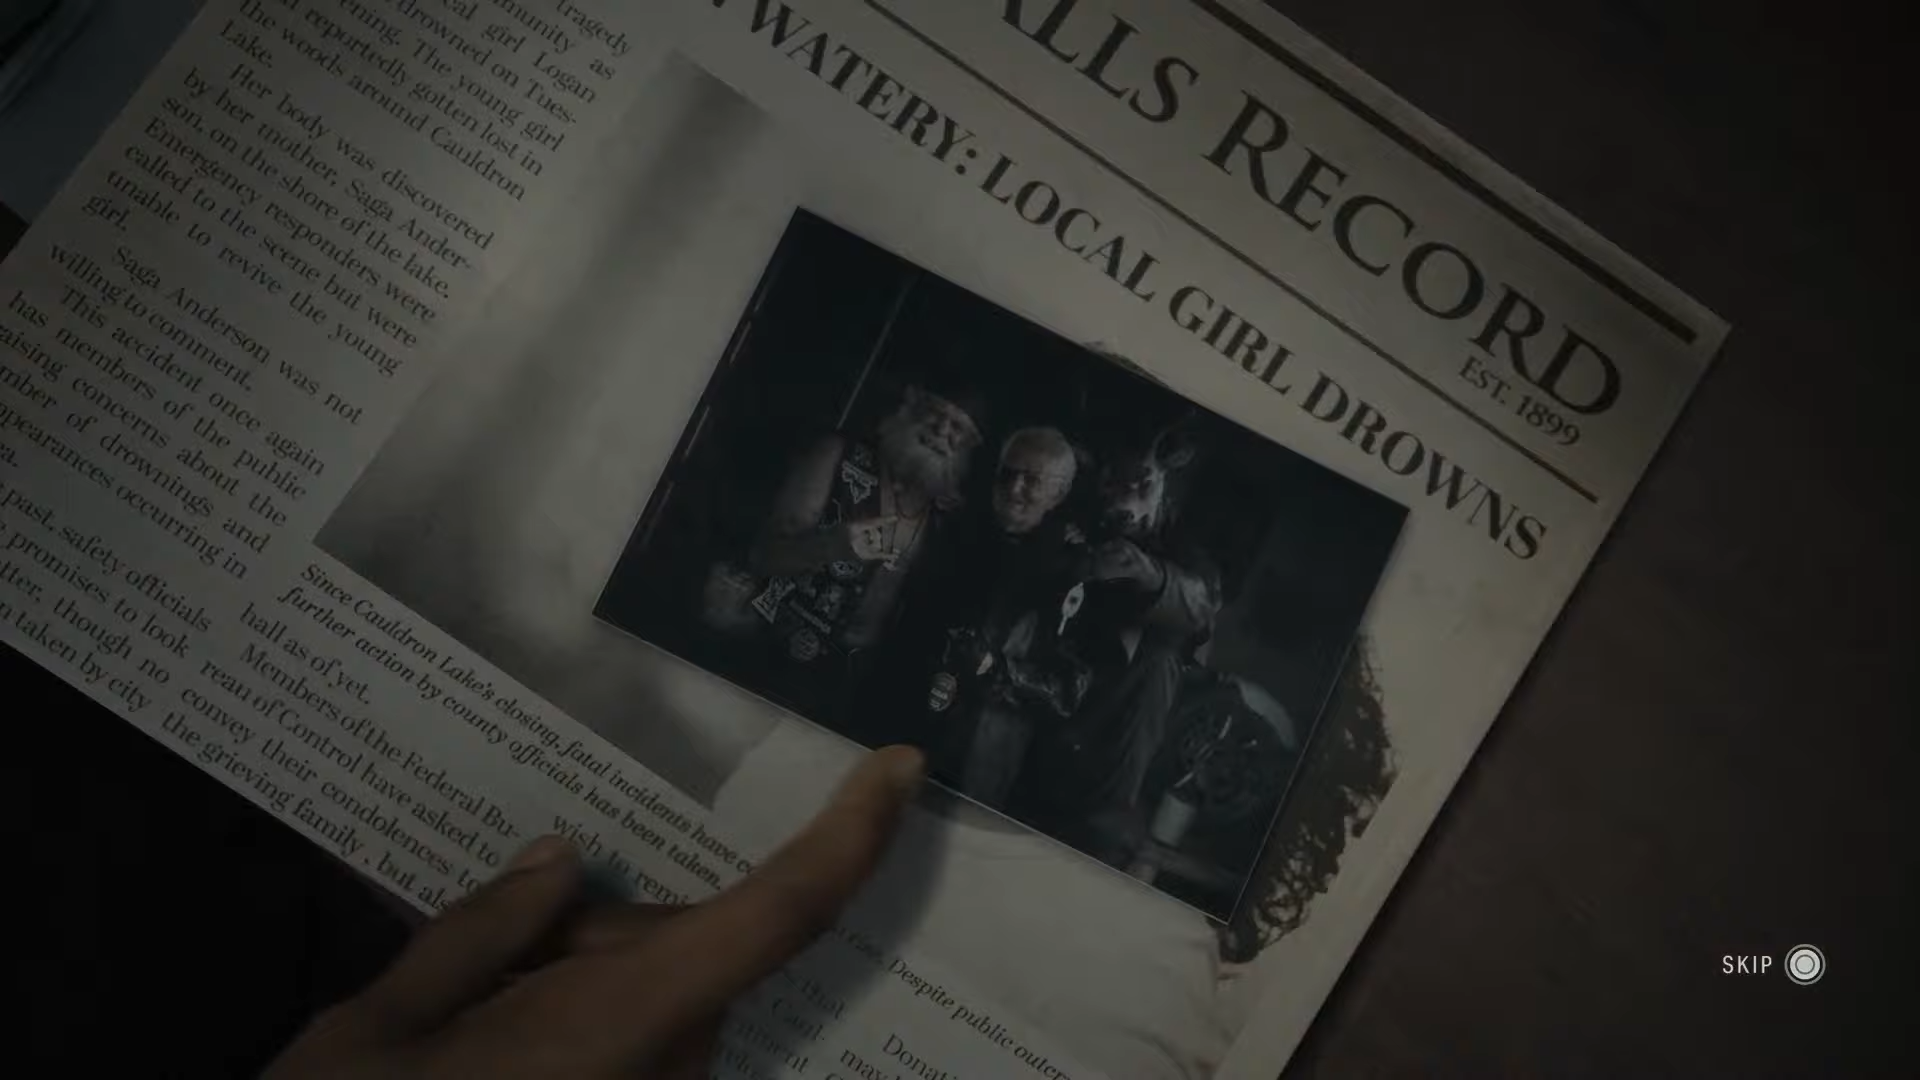 ALLS RECORD
EST. 1899
WATERY: LOCAL GIRL DROWNS
tragedy
as
girl Logan
drowned on Tues-
ening. The young girl
reportedly gotten lost in
the woods around Cauldron
Lake.
Her body was discovered
by her mother, Saga Ander-
son, on the shore of the lake.
Emergency responders were
called to the scene but were
unable to revive the young
girl.
Saga Anderson was not
willing to comment.
This accident once again
has members of the public
raising concerns about the
number of drownings and
occurring in
past, safety officials
promises to look
though no
taken by city
hall as of yet.
Members of the Federal Bu-
reau of Control have asked to
convey their condolences to
the grieving family, but
wish to
Since Cauldron Lake's closing, fatal incidents have
further action by county officials has been taken.
Despite public
that
may
SKIP